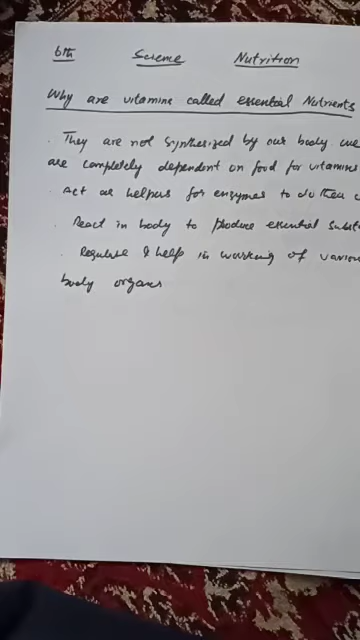 6th Science Nutrition
Why are vitamins called essential Nutrients
. They are not synthesized by our body. we
are completely dependent on food for vitamins
. Act as helpers for enzymes to do their
. React in body to produce essential
. Regulate & help in working of
body organs